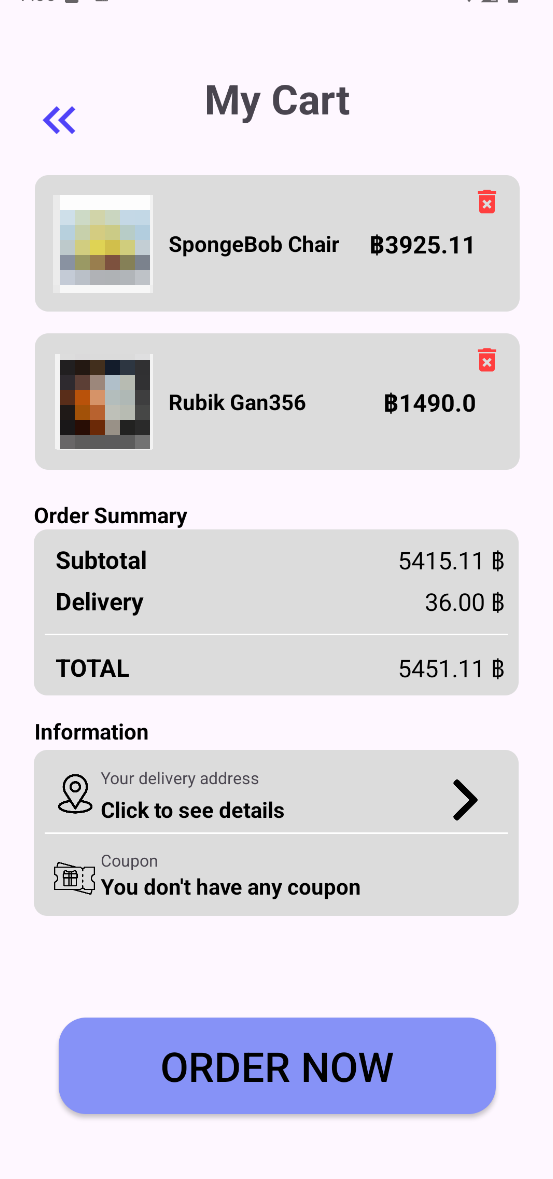 My Cart
SpongeBob Chair ฿3925.11
Rubik Gan356 ฿1490.0
Order Summary
Subtotal 5415.11 ฿
Delivery 36.00 ฿
TOTAL 5451.11 ฿
Information
Your delivery address
Click to see details
Coupon
You don't have any coupon
ORDER NOW